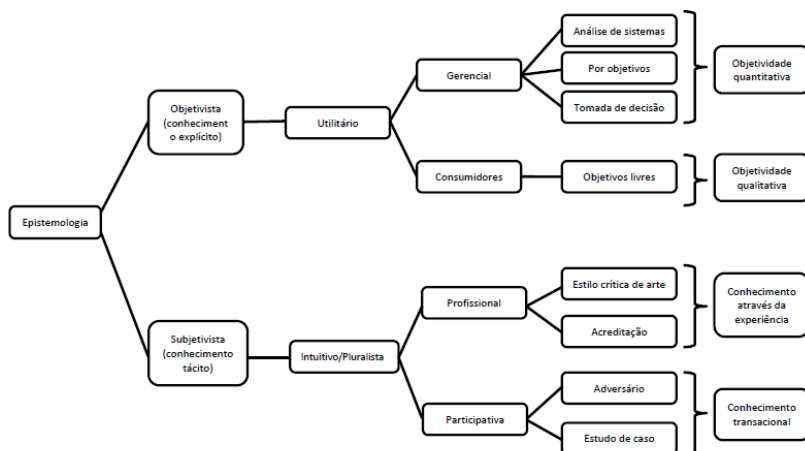 Epistemologia
Objetivista
(conheciment
o explícito)
Utilitário
Gerencial
Análise de sistemas
Por objetivos
Tomada de decisão
Objetividade
quantitativa
Consumidores
Objetivos livres
Objetividade
qualitativa
Subjetivista
(conhecimento
tácito)
Intuitivo/Pluralista
Profissional
Estilo crítica de arte
Acreditação
Conhecimento
através da
experiência
Participativa
Adversário
Estudo de caso
Conhecimento
transacional